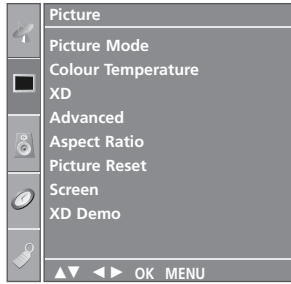 Picture
Picture Mode
Colour Temperature
XD
Advanced
Aspect Ratio
Picture Reset
Screen
XD Demo
▲▼ ◄► OK MENU